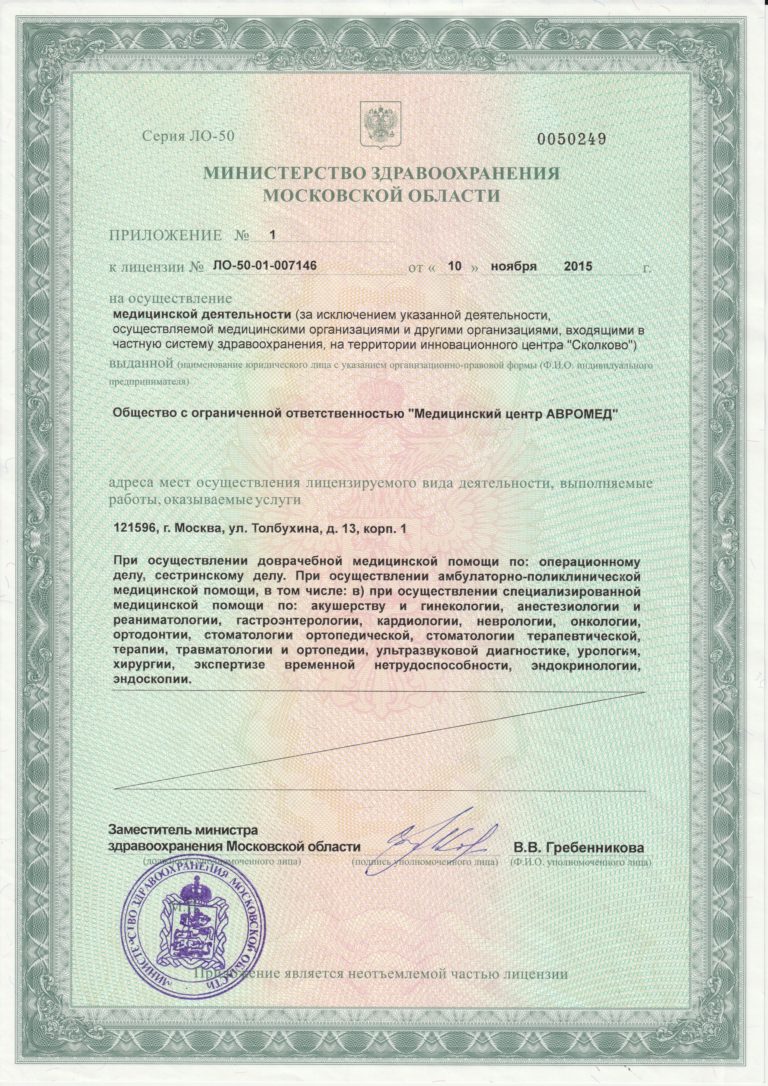 Серия ЛО-50
0050249
МИНИСТЕРСТВО ЗДРАВООХРАНЕНИЯ
МОСКОВСКОЙ ОБЛАСТИ
ПРИЛОЖЕНИЕ № 1
к лицензии № ЛО-50-01-007146 от « 10 » ноября 2015 г.
на осуществление
медицинской деятельности (за исключением указанной деятельности,
осуществляемой медицинскими организациями и другими организациями, входящими в
частную систему здравоохранения, на территории инновационного центра "Сколково")
выданной (наименование юридического лица с указанием организационно-правовой формы (Ф.И.О. индивидуального
предпринимателя)
Общество с ограниченной ответственностью "Медицинский центр АВРОМЕД"
адреса мест осуществления лицензируемого вида деятельности, выполняемые
работы, оказываемые услуги
121596, г. Москва, ул. Толбухина, д. 13, корп. 1
При осуществлении доврачебной медицинской помощи по: операционному
делу, сестринскому делу. При осуществлении амбулаторно-поликлинической
медицинской помощи, в том числе: в) при осуществлении специализированной
медицинской помощи по: акушерству и гинекологии, анестезиологии и
реаниматологии, гастроэнтерологии, кардиологии, неврологии, онкологии,
ортодонтии, стоматологии ортопедической, стоматологии терапевтической,
терапии, травматологии и ортопедии, ультразвуковой диагностике, урологии,
хирургии, экспертизе временной нетрудоспособности, эндокринологии,
эндоскопии.
Заместитель министра
здравоохранения Московской области
В.В. Гребенникова
(должность уполномоченного лица) (подпись уполномоченного лица) (Ф.И.О. уполномоченного лица)
МИНИСТЕРСТВО ЗДРАВООХРАНЕНИЯ МОСКОВСКОЙ ОБЛАСТИ
Приложение является неотъемлемой частью лицензии